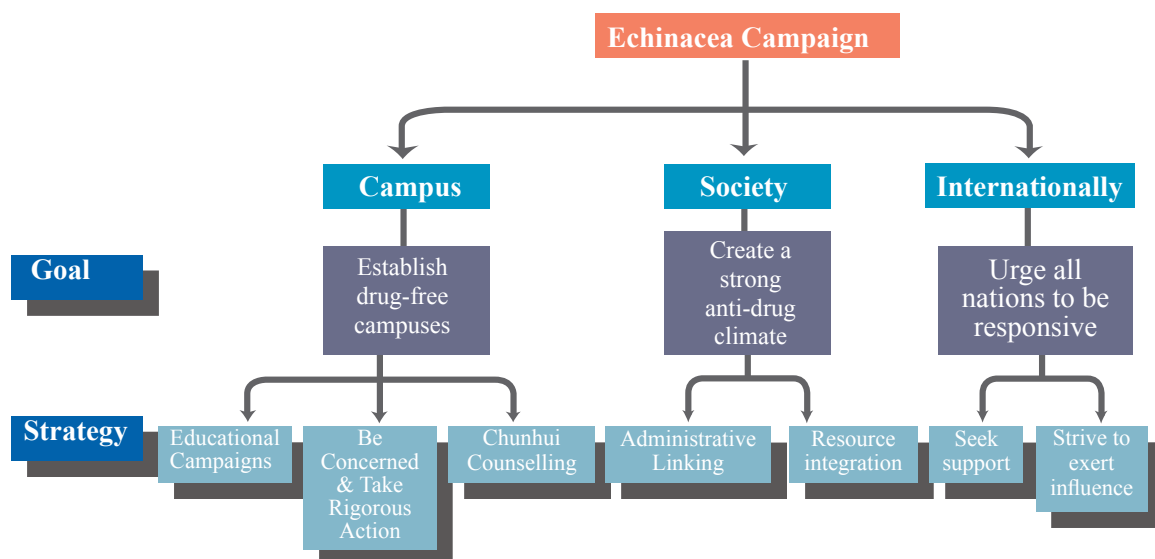 Echinacea Campaign
Campus
Society
Internationally
Goal
Establish
drug-free
campuses
Create a
strong
anti-drug
climate
Urge all
nations to be
responsive
Strategy
Educational
Campaigns
Be
Concerned
& Take
Rigorous
Action
Chunhui
Counselling
Administrative
Linking
Resource
integration
Seek
support
Strive to
exert
influence